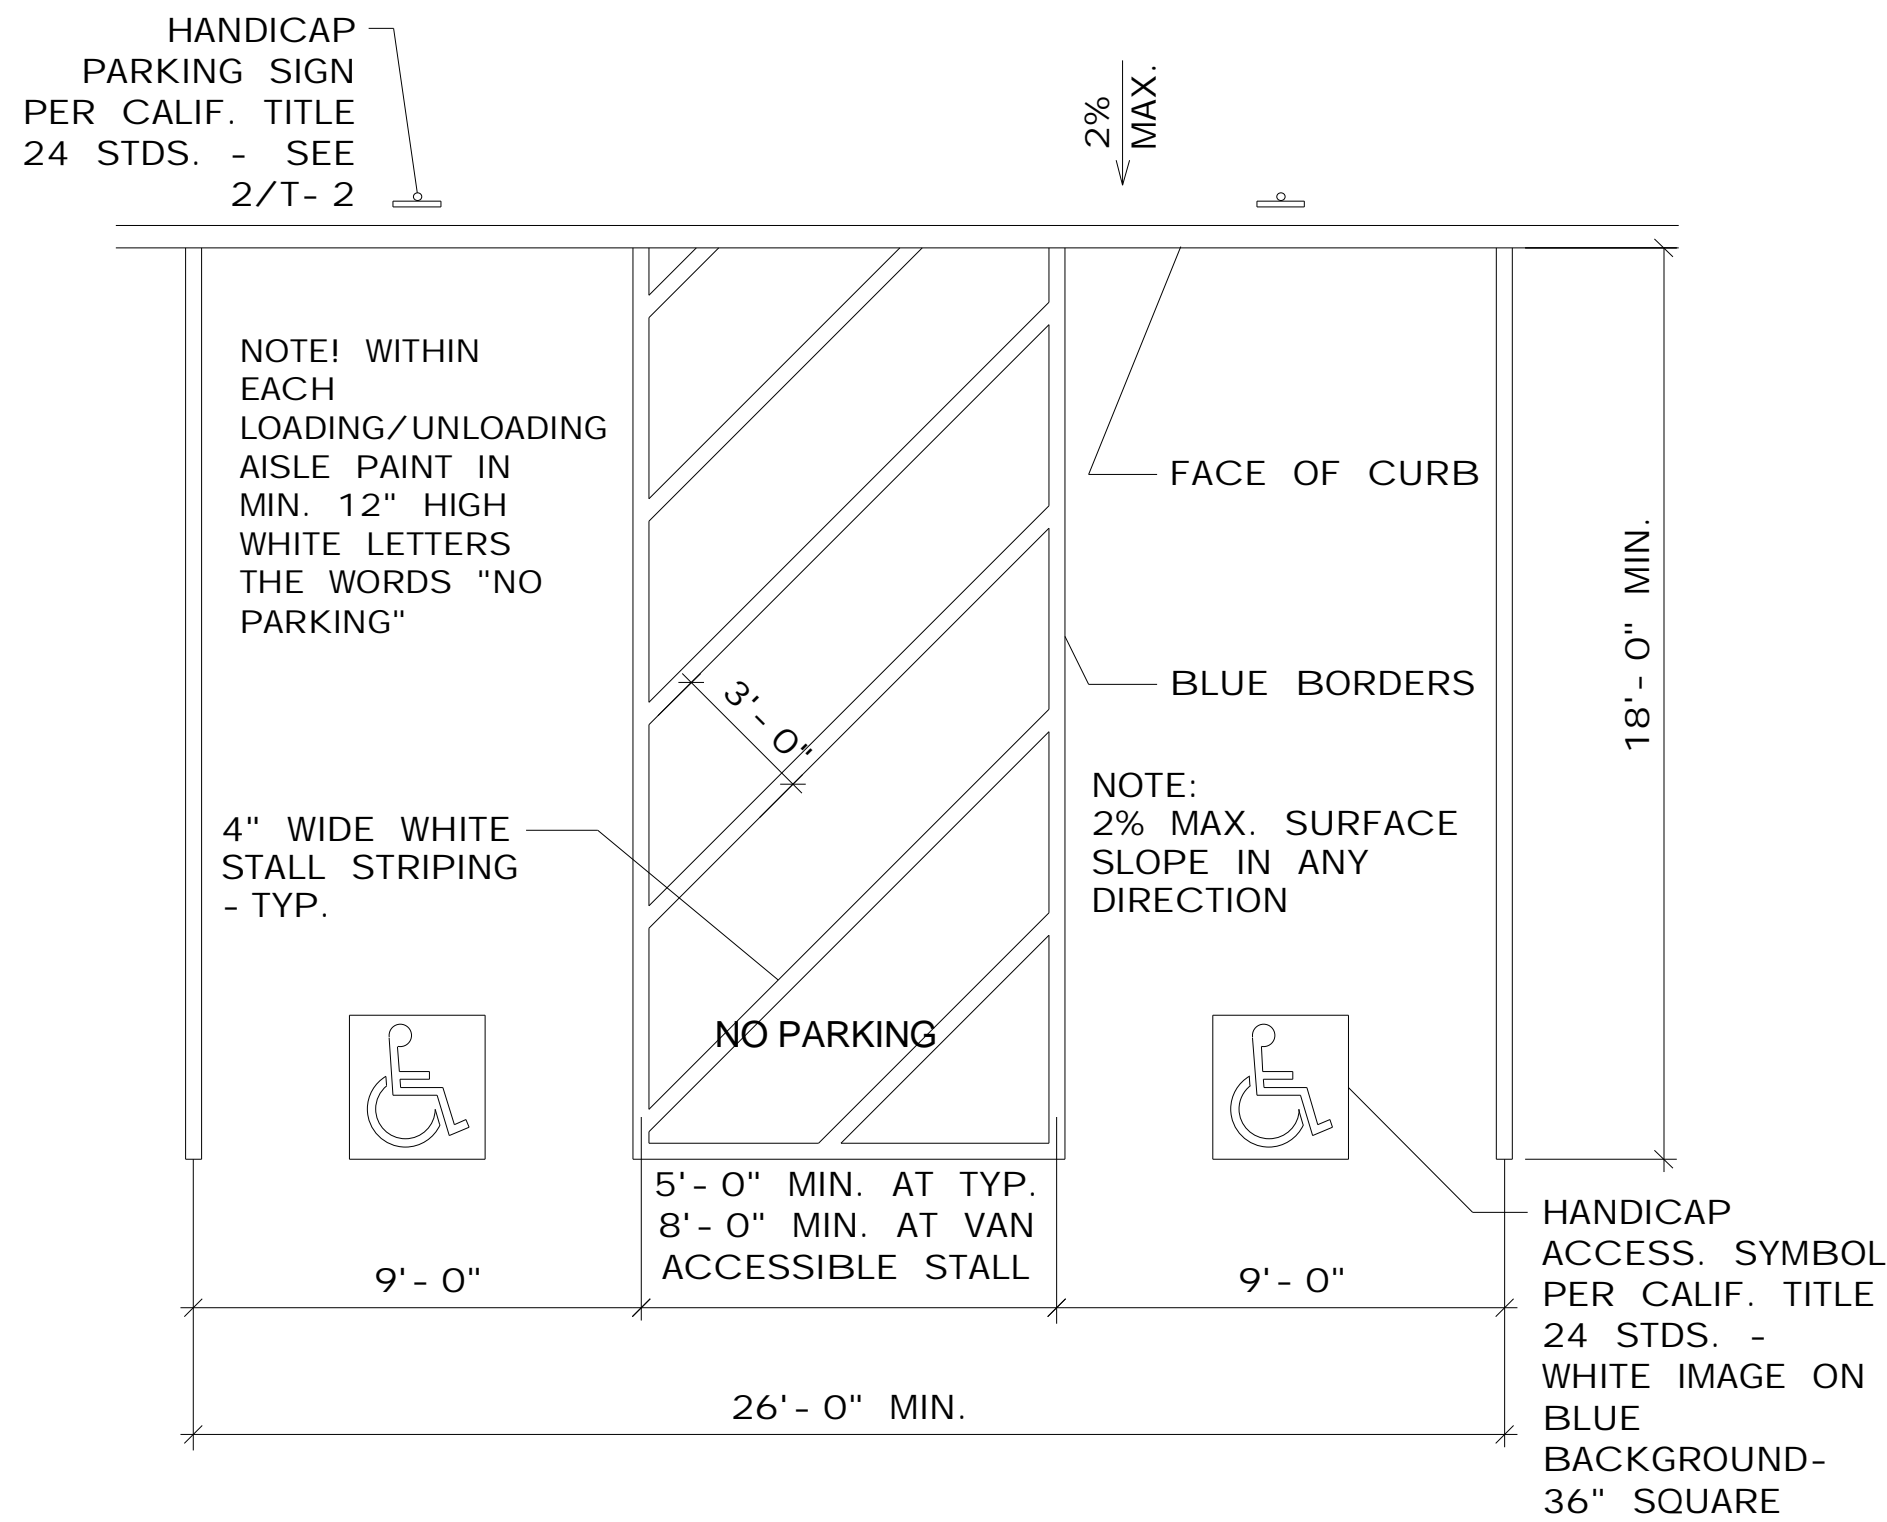 HANDICAP
PARKING SIGN
PER CALIF. TITLE
24 STDS. - SEE
2/T-2
2%
MAX.
NOTE! WITHIN
EACH
LOADING/UNLOADING
AISLE PAINT IN
MIN. 12" HIGH
WHITE LETTERS
THE WORDS "NO
PARKING"
FACE OF CURB
18'-0" MIN.
BLUE BORDERS
3'-0"
NOTE:
2% MAX. SURFACE
SLOPE IN ANY
DIRECTION
4" WIDE WHITE
STALL STRIPING
-TYP.
NO PARKING
5'-0" MIN. AT TYP.
8'-0" MIN. AT VAN
ACCESSIBLE STALL
9'-0"
9'-0"
26'-0" MIN.
HANDICAP
ACCESS. SYMBOL
PER CALIF. TITLE
24 STDS. -
WHITE IMAGE ON
BLUE
BACKGROUND-
36" SQUARE